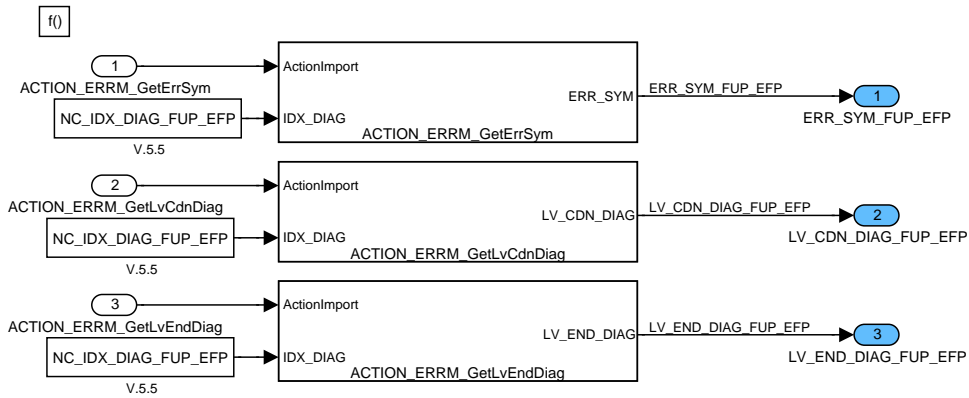 f()
1
ACTION_ERRM_GetErrSym
NC_IDX_DIAG_FUP_EFP
V.5.5
ActionImport
IDX_DIAG
ERR_SYM
ACTION_ERRM_GetErrSym
ERR_SYM_FUP_EFP
1
ERR_SYM_FUP_EFP
2
ACTION_ERRM_GetLvCdnDiag
NC_IDX_DIAG_FUP_EFP
V.5.5
ActionImport
IDX_DIAG
LV_CDN_DIAG
ACTION_ERRM_GetLvCdnDiag
LV_CDN_DIAG_FUP_EFP
2
LV_CDN_DIAG_FUP_EFP
3
ACTION_ERRM_GetLvEndDiag
NC_IDX_DIAG_FUP_EFP
V.5.5
ActionImport
IDX_DIAG
LV_END_DIAG
ACTION_ERRM_GetLvEndDiag
LV_END_DIAG_FUP_EFP
3
LV_END_DIAG_FUP_EFP